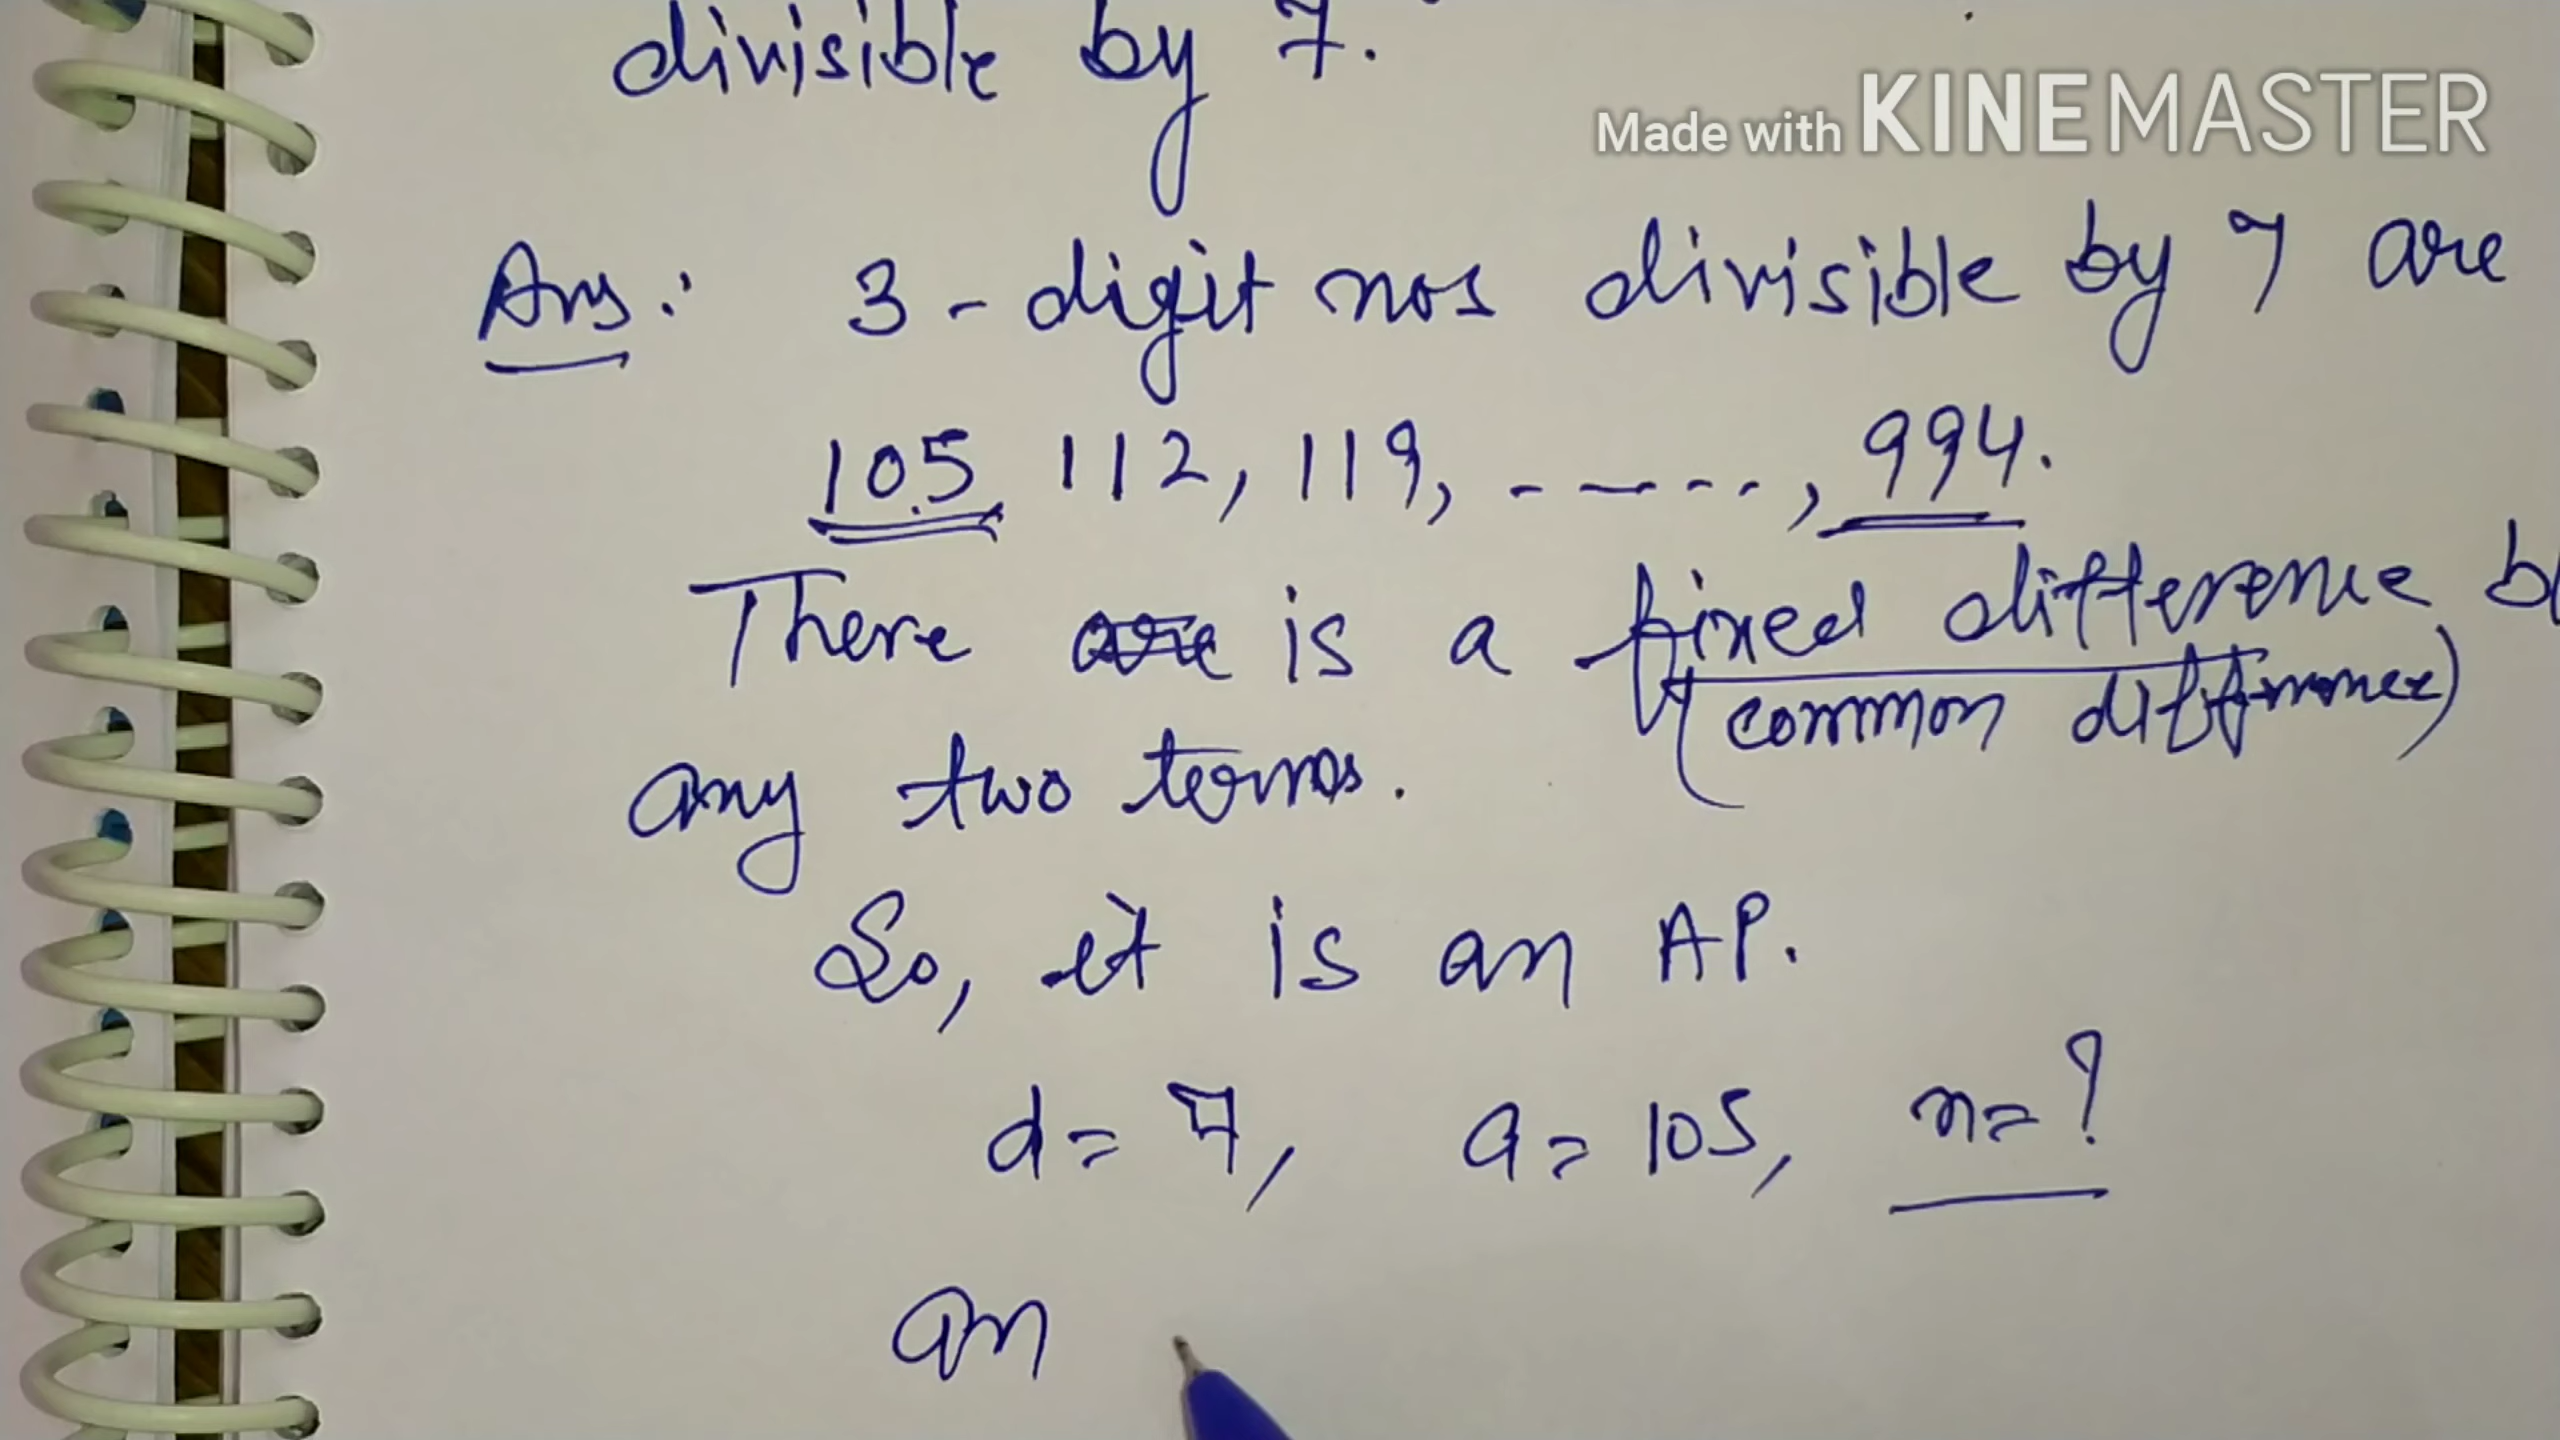 divisible by 7.
Made with KINEMASTER
Ans: 3-digit nos divisible by 7 are
105, 112, 119, -----, 994.
There is a fixed difference
(common difference)
any two terms.
So, it is an AP.
d = 7, a = 105, n = ?
an